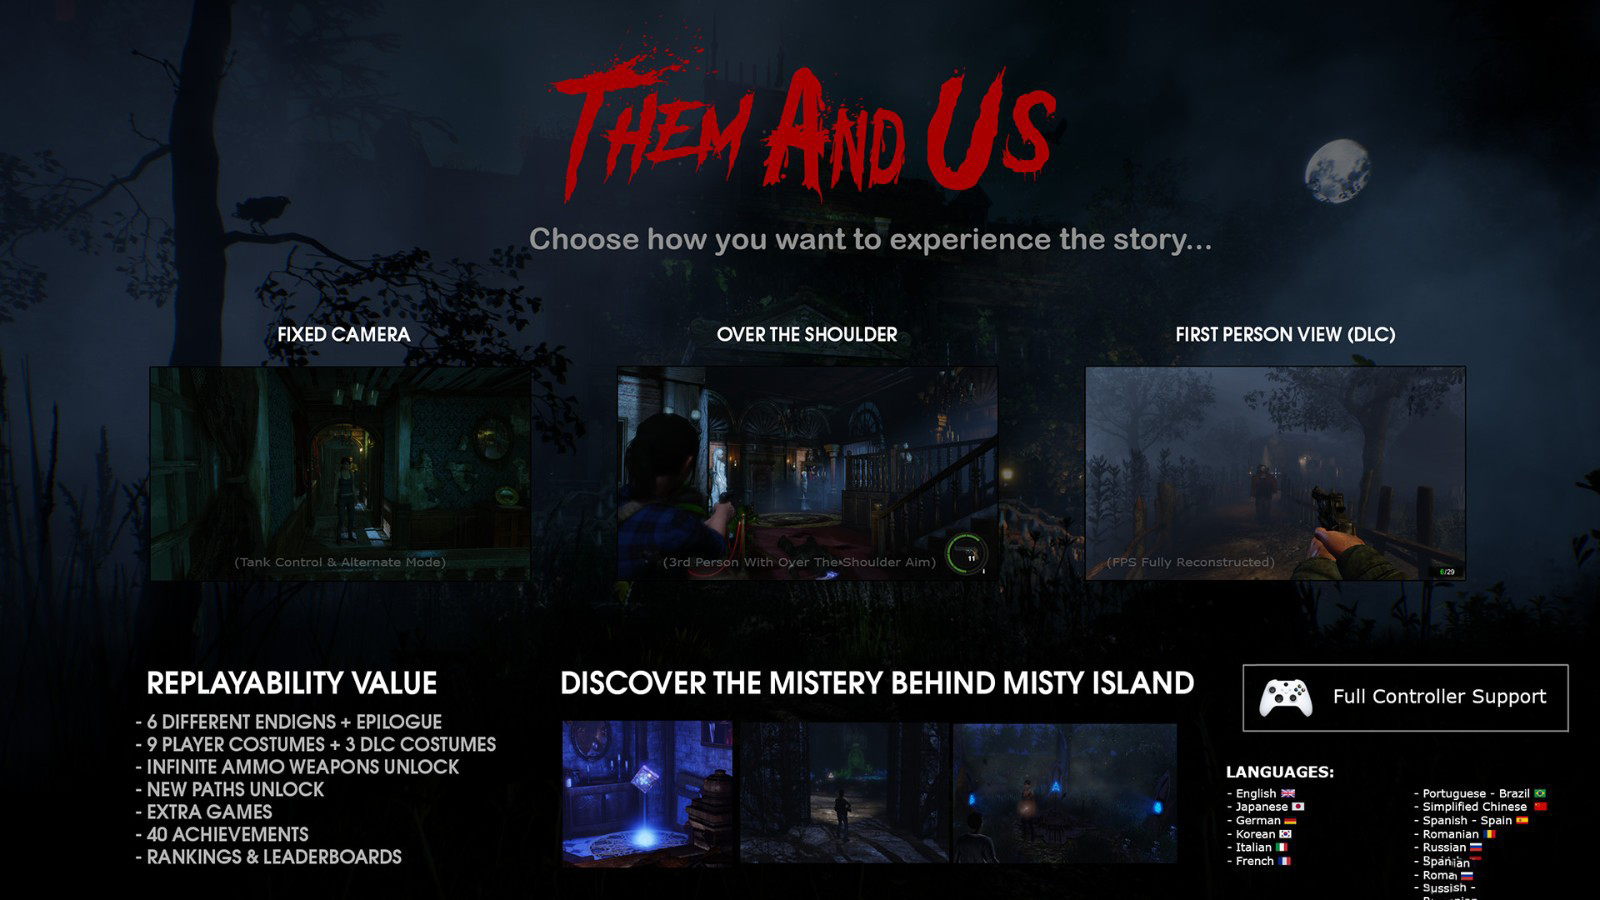 THEM AND US
Choose how you want to experience the story...
FIXED CAMERA
OVER THE SHOULDER
FIRST PERSON VIEW (DLC)
(Tank Control & Alternate Mode)
(3rd Person With Over The Shoulder Aim)
11
(FPS Fully Reconstructed)
6/29
REPLAYABILITY VALUE
- 6 DIFFERENT ENDIGNS + EPILOGUE
- 9 PLAYER COSTUMES + 3 DLC COSTUMES
- INFINITE AMMO WEAPONS UNLOCK
- NEW PATHS UNLOCK
- EXTRA GAMES
- 40 ACHIEVEMENTS
- RANKINGS & LEADERBOARDS
DISCOVER THE MISTERY BEHIND MISTY ISLAND
Full Controller Support
LANGUAGES:
- English
- Japanese
- German
- Korean
- Italian
- French
- Portuguese - Brazil
- Simplified Chinese
- Spanish - Spain
- Romanian
- Russian